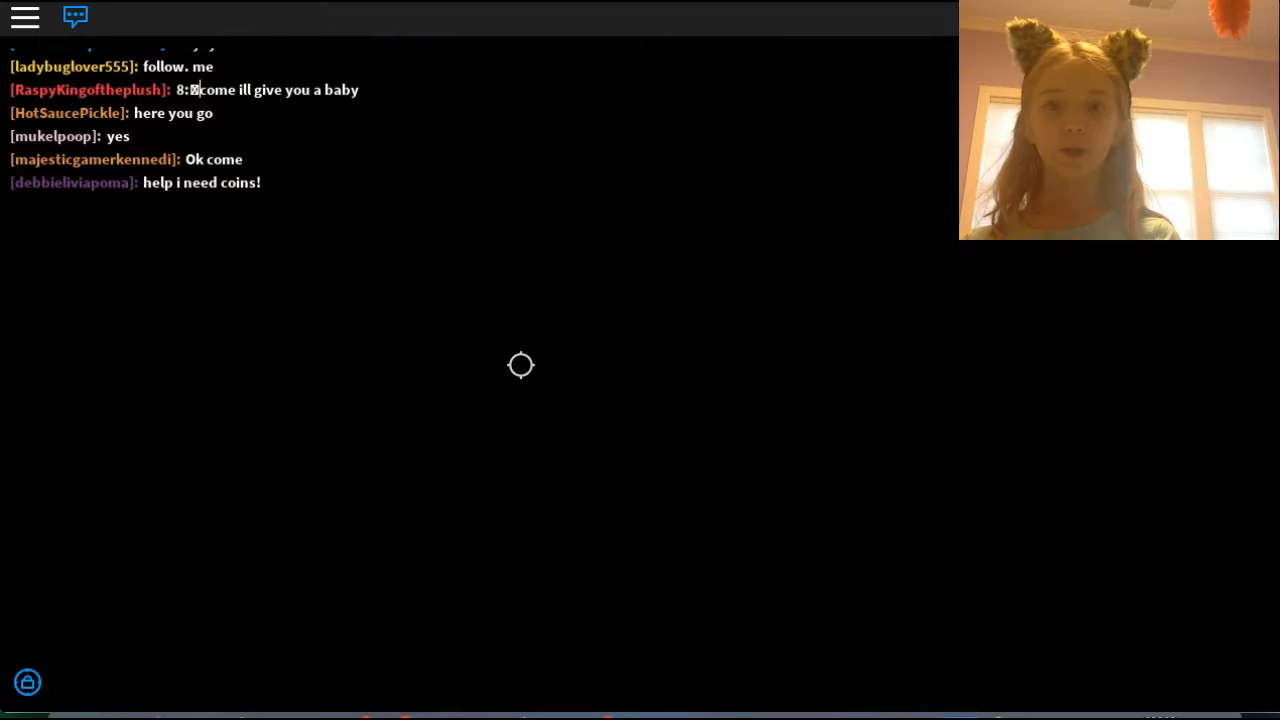 [ladybuglover555]: follow. me
[RaspyKingoftheplush]: 8: come ill give you a baby
[HotSaucePickle]: here you go
[mukelpoop]: yes
[majesticgamerkennedi]: Ok come
[debbieliviapoma]: help i need coins!